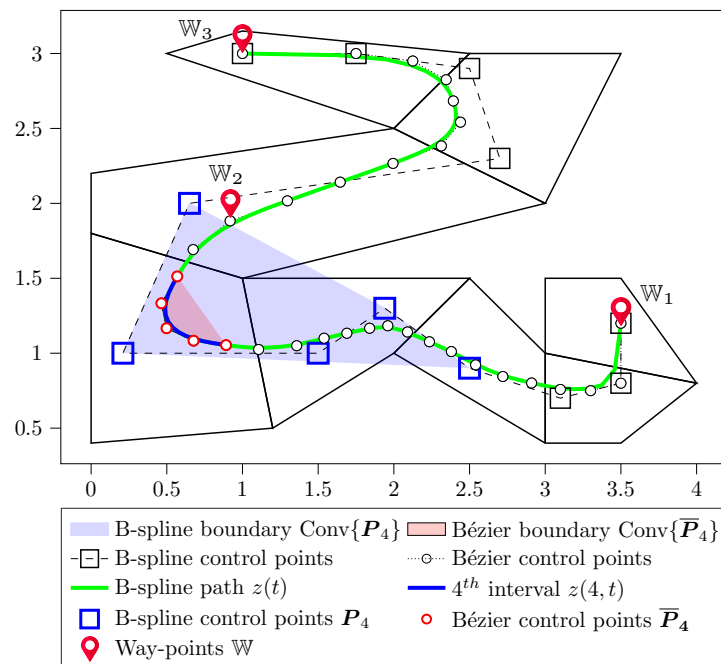 𝕎₃
3
2.5
𝕎₂
2
1.5
𝕎₁
1
0.5
0 0.5 1 1.5 2 2.5 3 3.5 4
B-spline boundary Conv{𝑷₄} Bézier boundary Conv{𝑷̅₄}
B-spline control points Bézier control points
B-spline path z(t) 4ᵗʰ interval z(4, t)
B-spline control points 𝑷₄ Bézier control points 𝑷̅₄
Way-points 𝕎